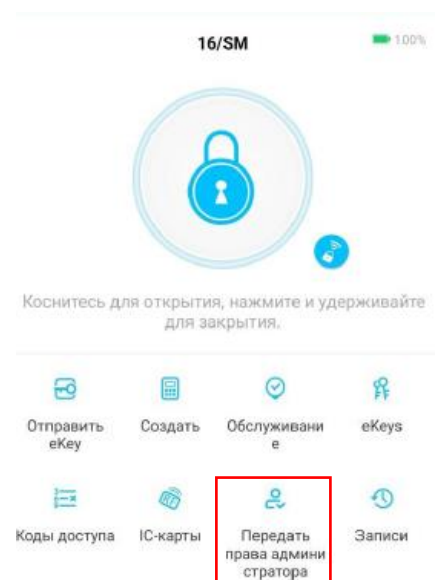 16/SM 100%
Коснитесь для открытия, нажмите и удерживайте
для закрытия.
Отправить Создать Обслуживани eKeys
eKey е
Коды доступа IC-карты Передать Записи
права админи
стратора